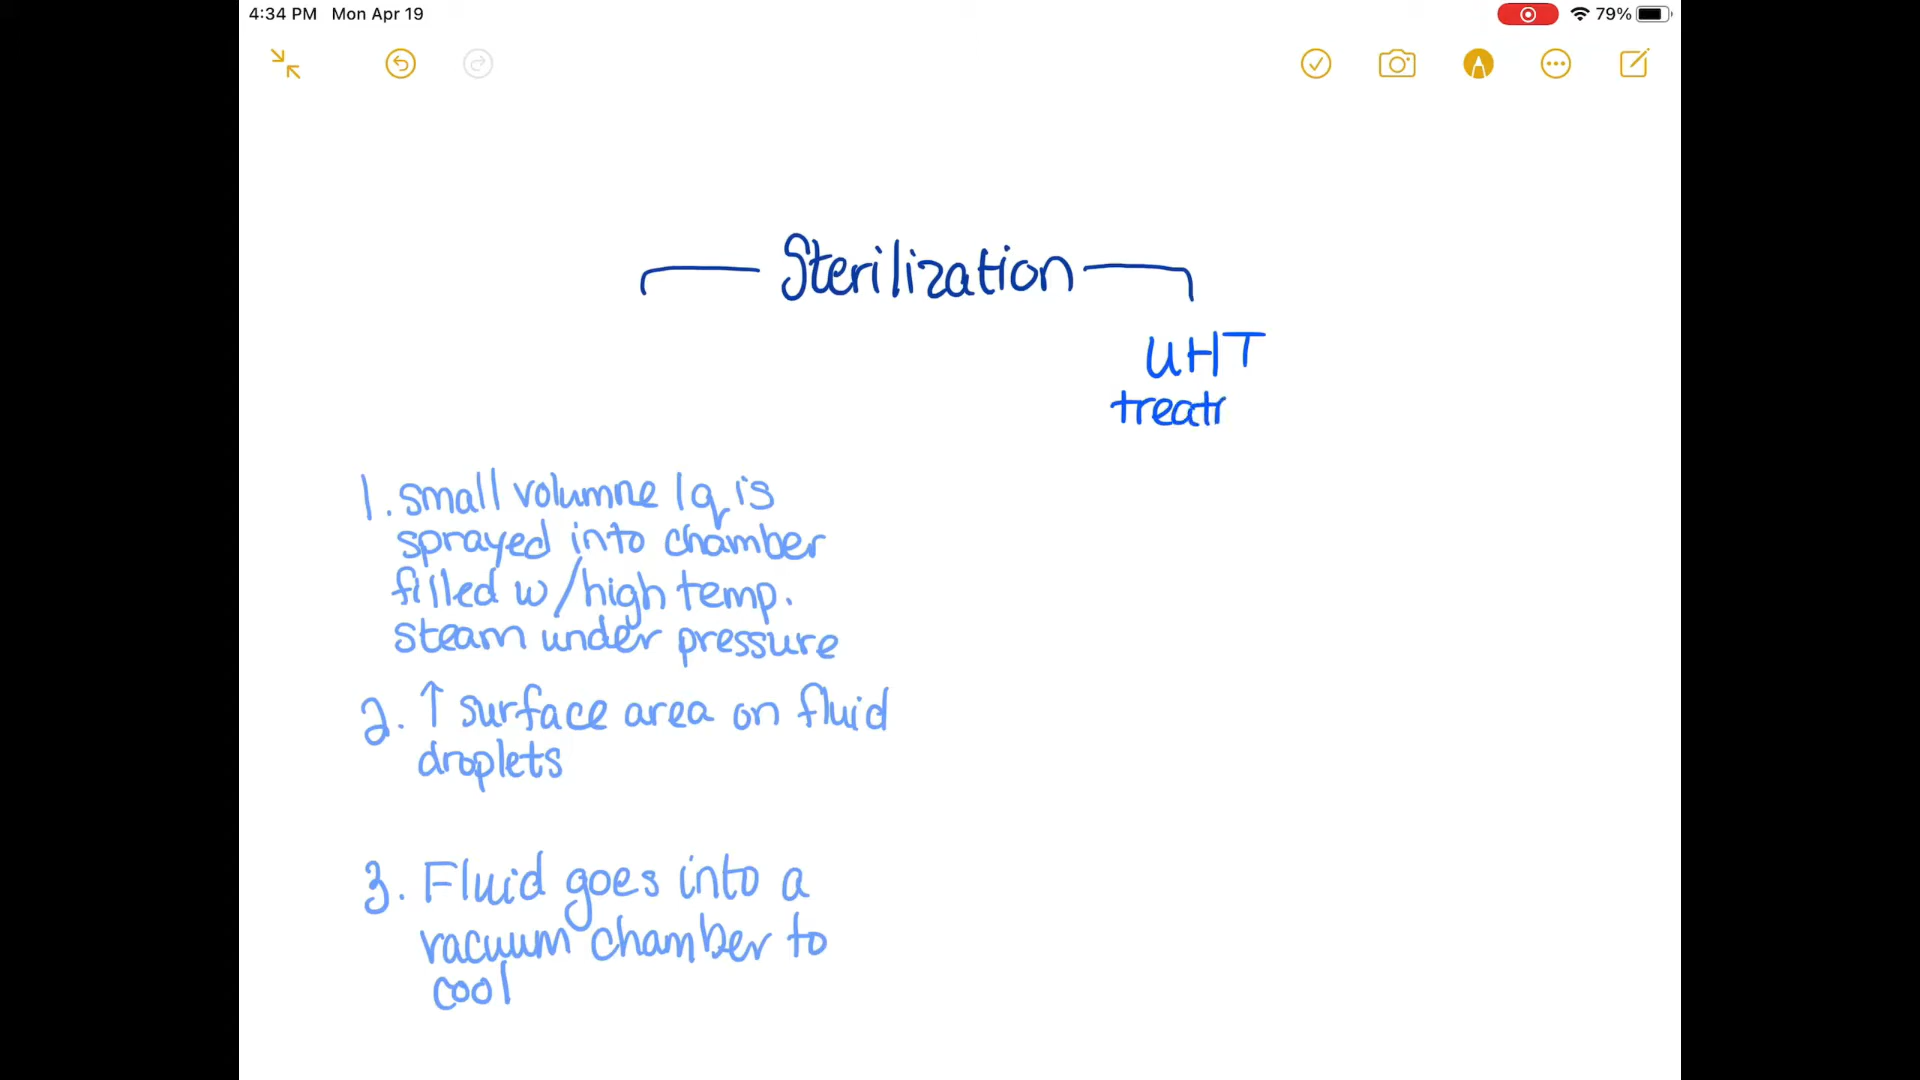 4:34 PM Mon Apr 19
79%
Sterilization
UHT
treatr
1. small volumne lq is
sprayed into chamber
filled w/high temp.
steam under pressure
2. ↑ surface area on fluid
droplets
3. Fluid goes into a
vacuum chamber to
cool